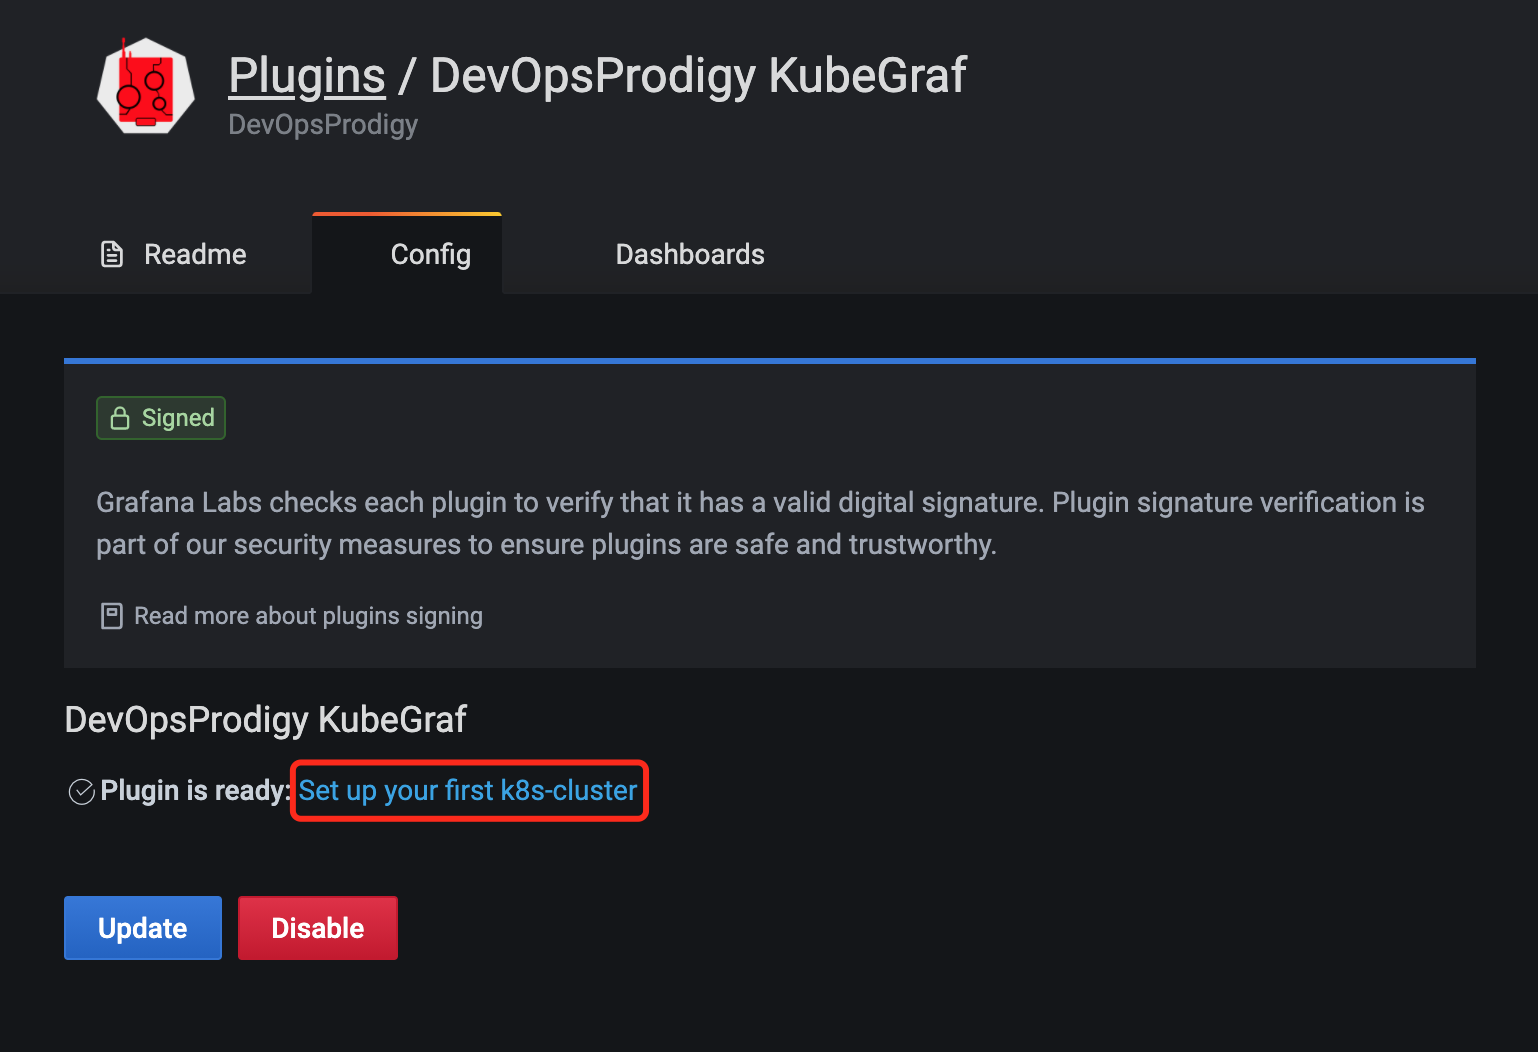 Plugins / DevOpsProdigy KubeGraf
DevOpsProdigy
Readme
Config
Dashboards
Signed
Grafana Labs checks each plugin to verify that it has a valid digital signature. Plugin signature verification is
part of our security measures to ensure plugins are safe and trustworthy.
Read more about plugins signing
DevOpsProdigy KubeGraf
Plugin is ready: Set up your first k8s-cluster
Update
Disable